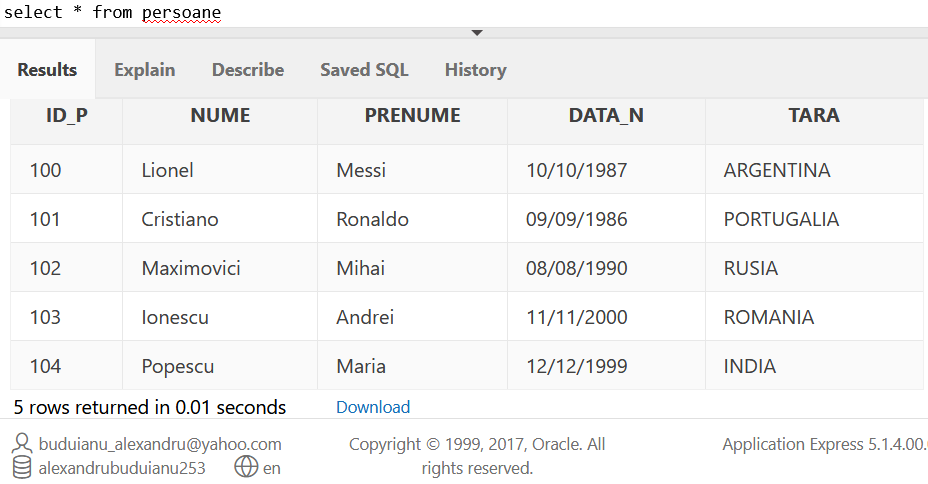 select * from persoane
Results Explain Describe Saved SQL History
ID_P NUME PRENUME DATA_N TARA
100 Lionel Messi 10/10/1987 ARGENTINA
101 Cristiano Ronaldo 09/09/1986 PORTUGALIA
102 Maximovici Mihai 08/08/1990 RUSIA
103 Ionescu Andrei 11/11/2000 ROMANIA
104 Popescu Maria 12/12/1999 INDIA
5 rows returned in 0.01 seconds Download
buduianu_alexandru@yahoo.com Copyright © 1999, 2017, Oracle. All Application Express 5.1.4.00.
alexandrubuduianu253 en rights reserved.